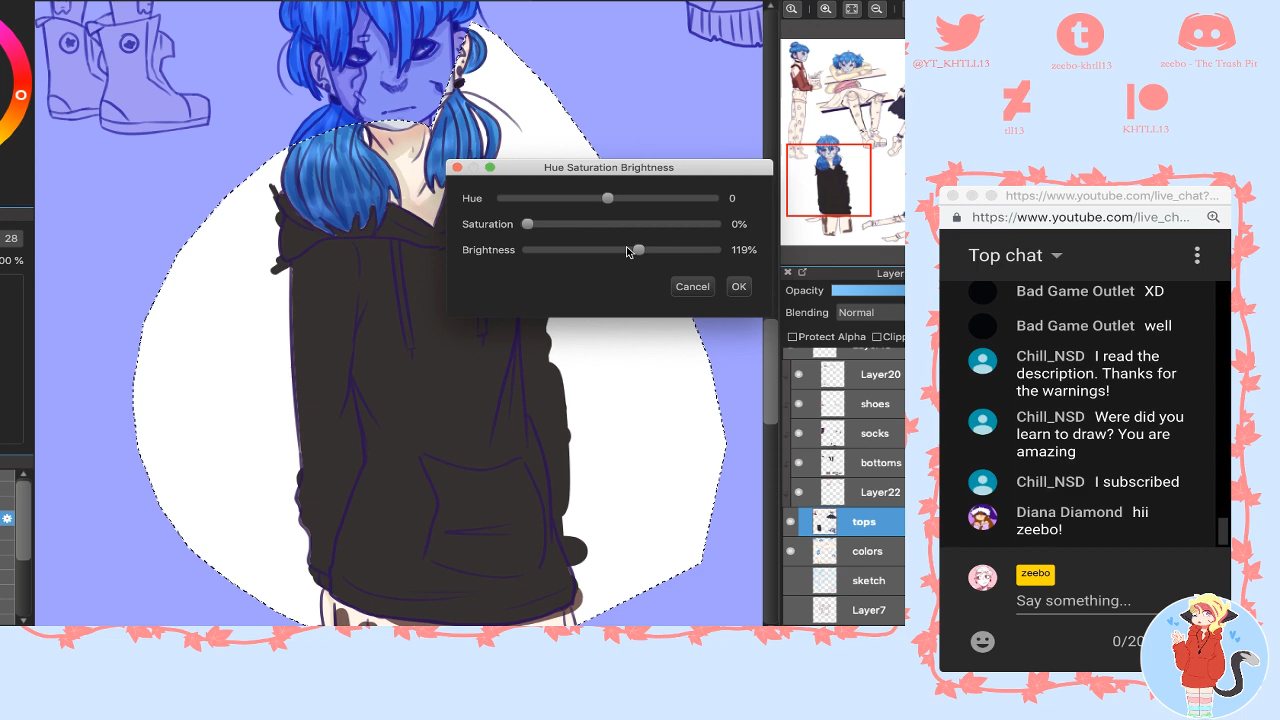 28
00 %
Hue Saturation Brightness
Hue 0
Saturation 0%
Brightness 119%
Cancel OK
Layer
Opacity
Blending Normal
Protect Alpha Clipp
Layer20
shoes
socks
bottoms
Layer22
tops
colors
sketch
Layer7
@YT_KHTLL13
zeebo-khtll13
zeebo - The Trash Pit
tll13
KHTLL13
https://www.youtube.com/live_chat?...
https://www.youtube.com/live_ch...
Top chat
Bad Game Outlet XD
Bad Game Outlet well
Chill_NSD I read the
description. Thanks for
the warnings!
Chill_NSD Were did you
learn to draw? You are
amazing
Chill_NSD I subscribed
Diana Diamond hii
zeebo!
zeebo
Say something...
0/20